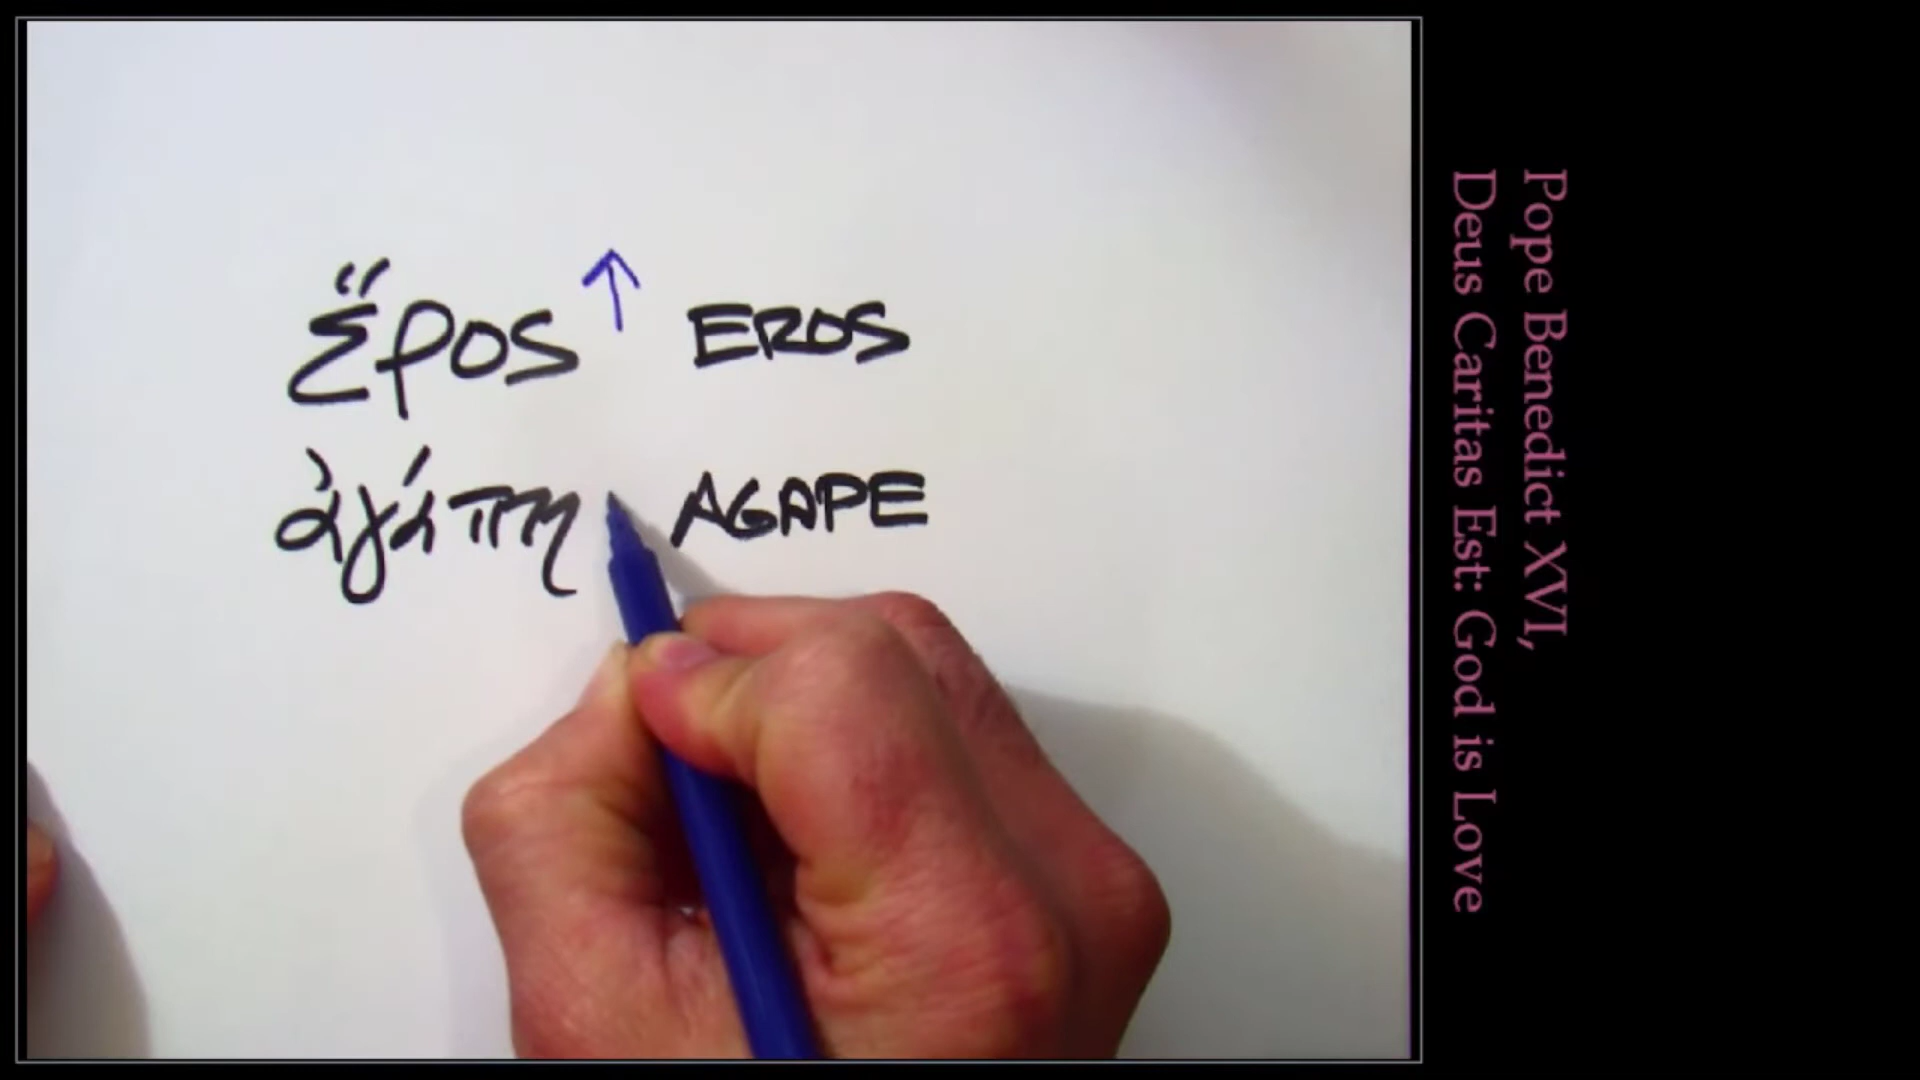 ἔρος ↑ EROS
ἀγάπη AGAPE
Pope Benedict XVI,
Deus Caritas Est: God is Love